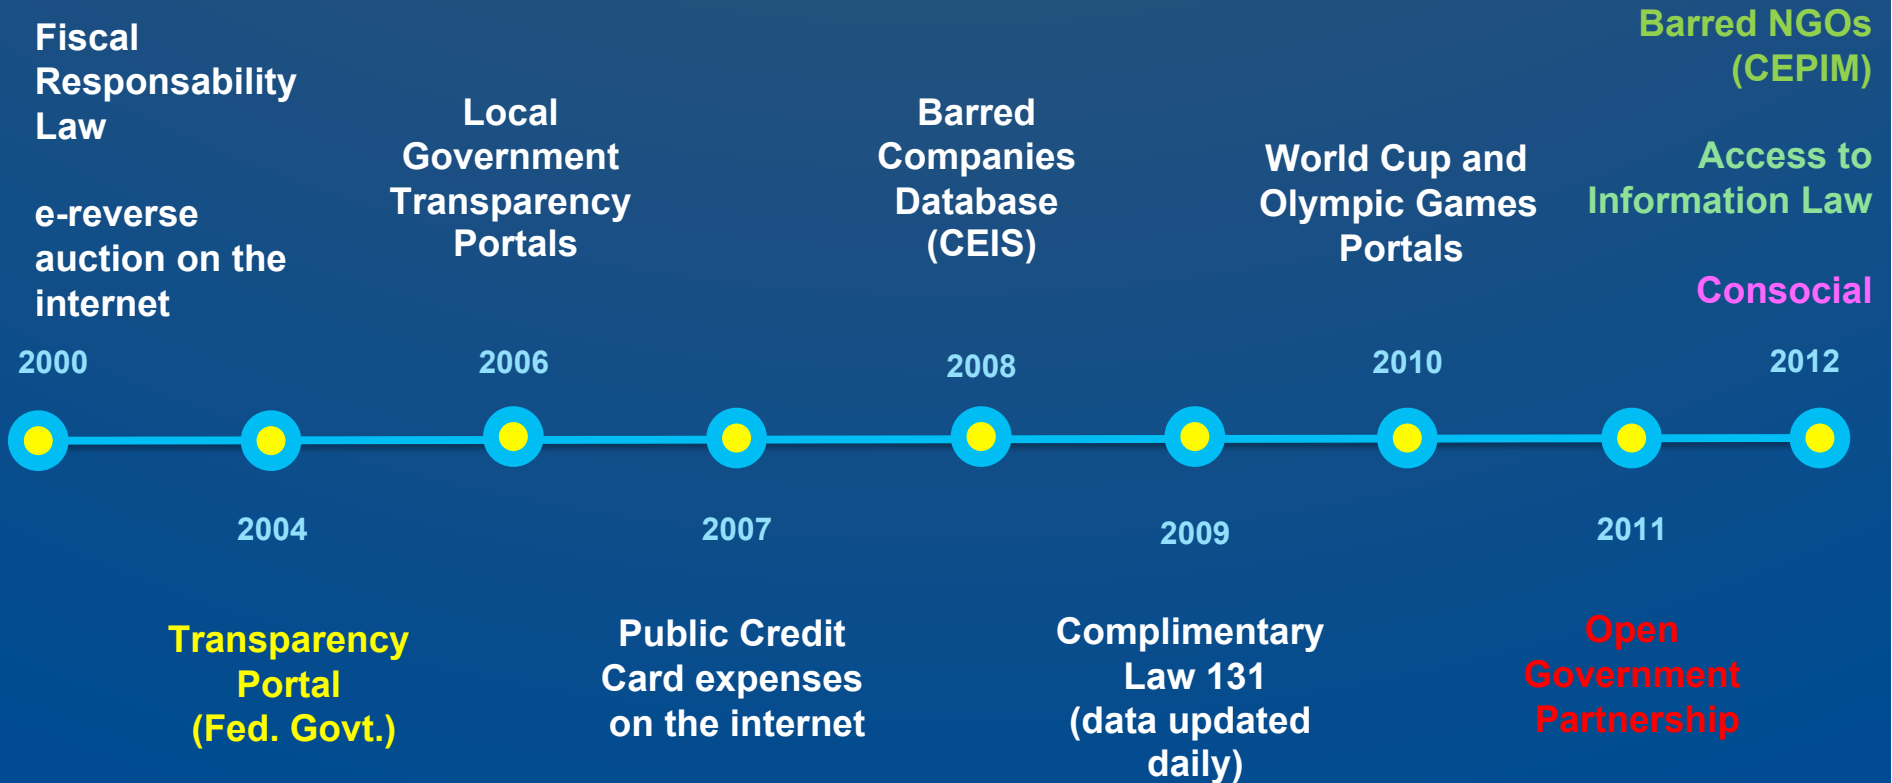 Fiscal
Responsability
Law
e-reverse
auction on the
internet
2000
Transparency
Portal
(Fed. Govt.)
2004
Local
Government
Transparency
Portals
2006
Public Credit
Card expenses
on the internet
2007
Barred
Companies
Database
(CEIS)
2008
Complimentary
Law 131
(data updated
daily)
2009
World Cup and
Olympic Games
Portals
2010
Open
Government
Partnership
2011
Barred NGOs
(CEPIM)
Access to
Information Law
Consocial
2012